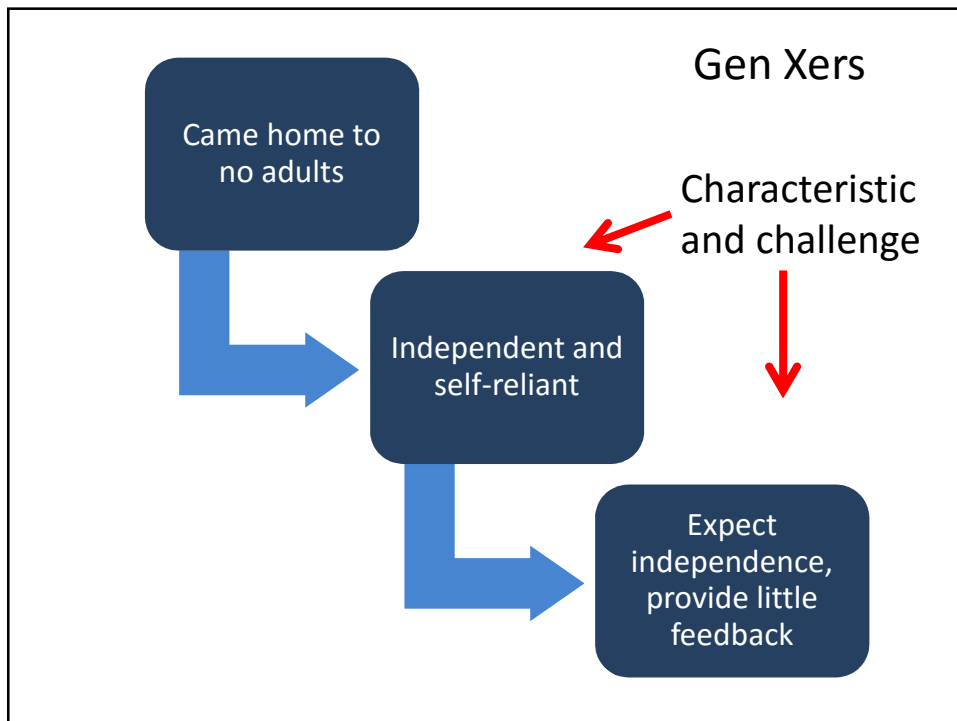 Gen Xers
Came home to
no adults
Characteristic
and challenge
Independent and
self-reliant
Expect
independence,
provide little
feedback